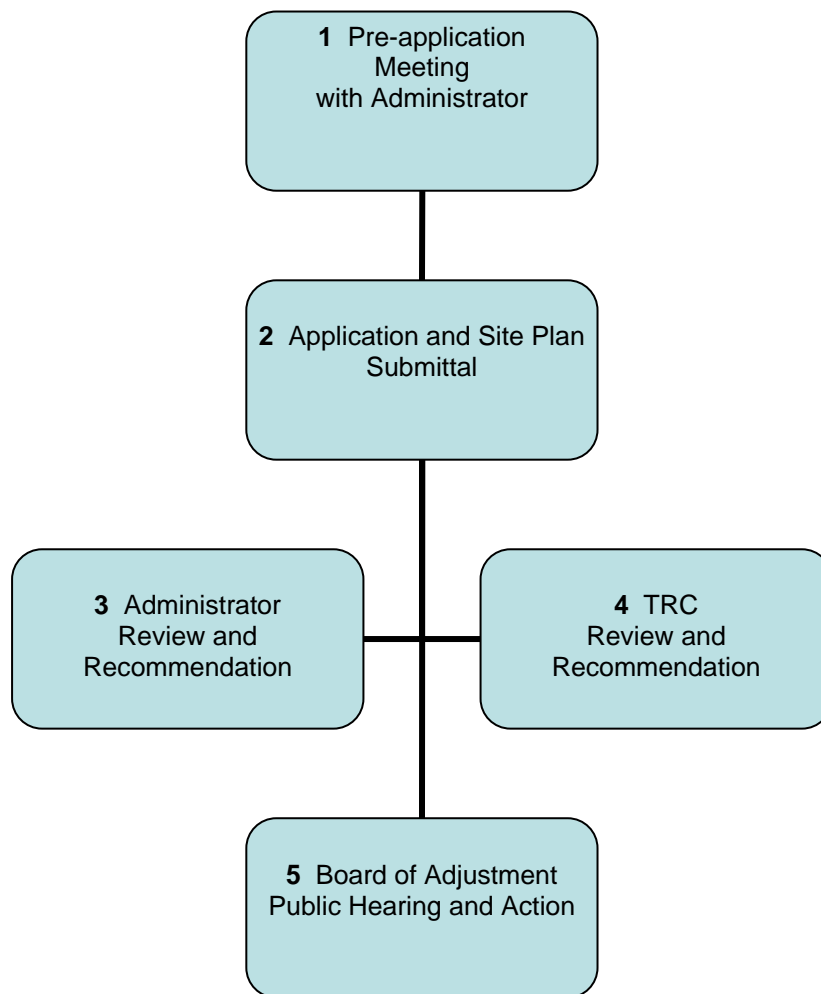 1 Pre-application
Meeting
with Administrator
2 Application and Site Plan
Submittal
3 Administrator
Review and
Recommendation
4 TRC
Review and
Recommendation
5 Board of Adjustment
Public Hearing and Action